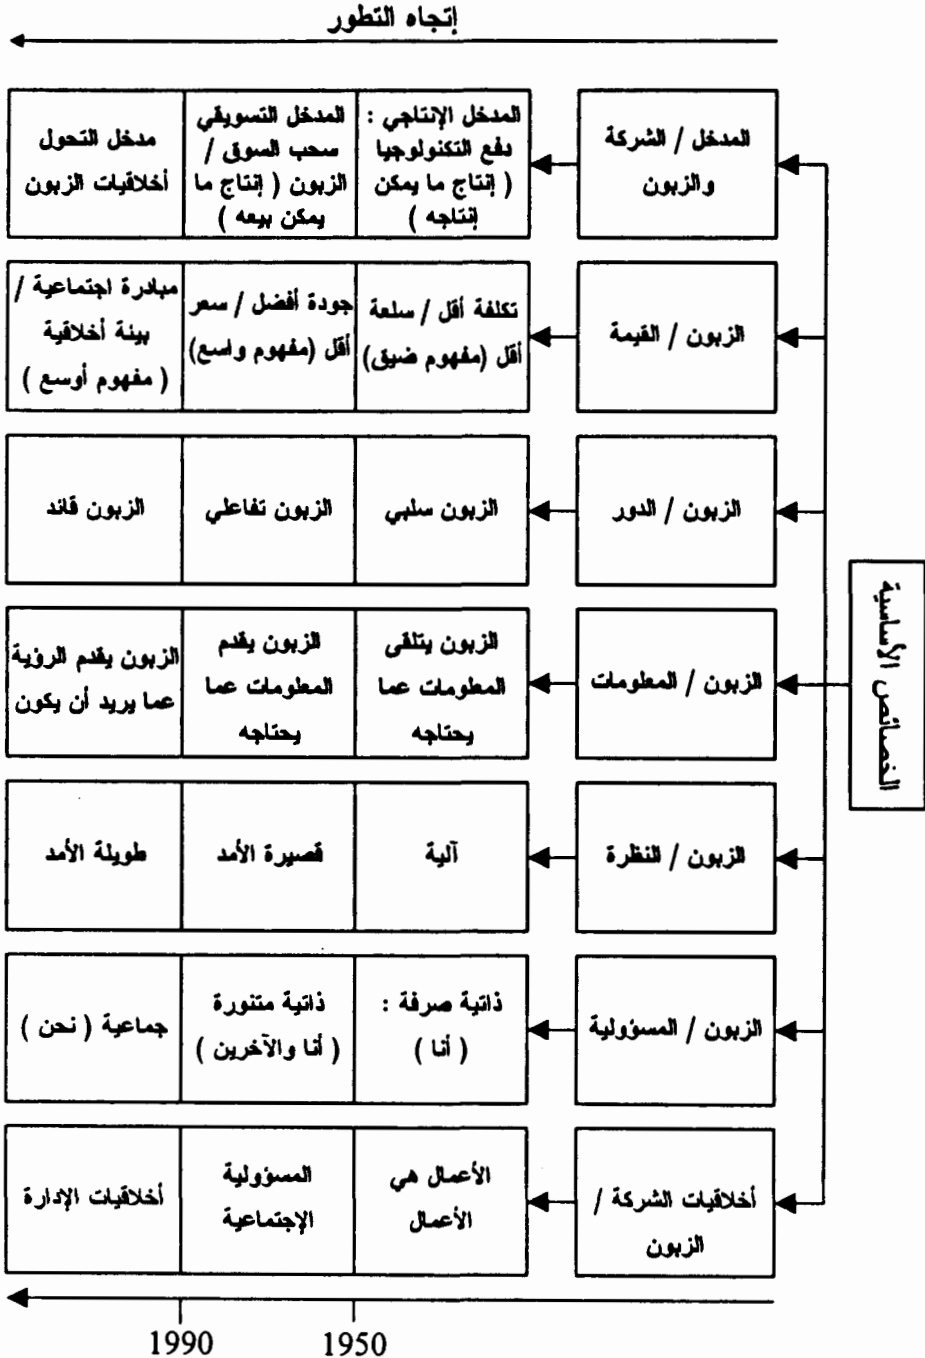 إتجاه التطور
الخصائص الأساسية
المدخل / الشركة
والزبون
المدخل الإنتاجي :
دفع التكنولوجيا
( إنتاج ما يمكن
إنتاجه )
المدخل التسويقي
سحب السوق /
الزبون ( إنتاج ما
يمكن بيعه )
مدخل التحول
أخلاقيات الزبون
الزبون / القيمة
تكلفة أقل / سلعة
أقل (مفهوم ضيق)
جودة أفضل / سعر
أقل (مفهوم واسع)
مبادرة اجتماعية /
بيئة أخلاقية
( مفهوم أوسع )
الزبون / الدور
الزبون سلبي
الزبون تفاعلي
الزبون قائد
الزبون / المعلومات
الزبون يتلقى
المعلومات عما
يحتاجه
الزبون يقدم
المعلومات عما
يحتاجه
الزبون يقدم الرؤية
عما يريد أن يكون
الزبون / النظرة
آلية
قصيرة الأمد
طويلة الأمد
الزبون / المسؤولية
ذاتية صرفة :
( أنا )
ذاتية متنورة
( أنا والآخرين )
جماعية ( نحن )
أخلاقيات الشركة /
الزبون
الأعمال هي
الأعمال
المسؤولية
الإجتماعية
أخلاقيات الإدارة
1950
1990